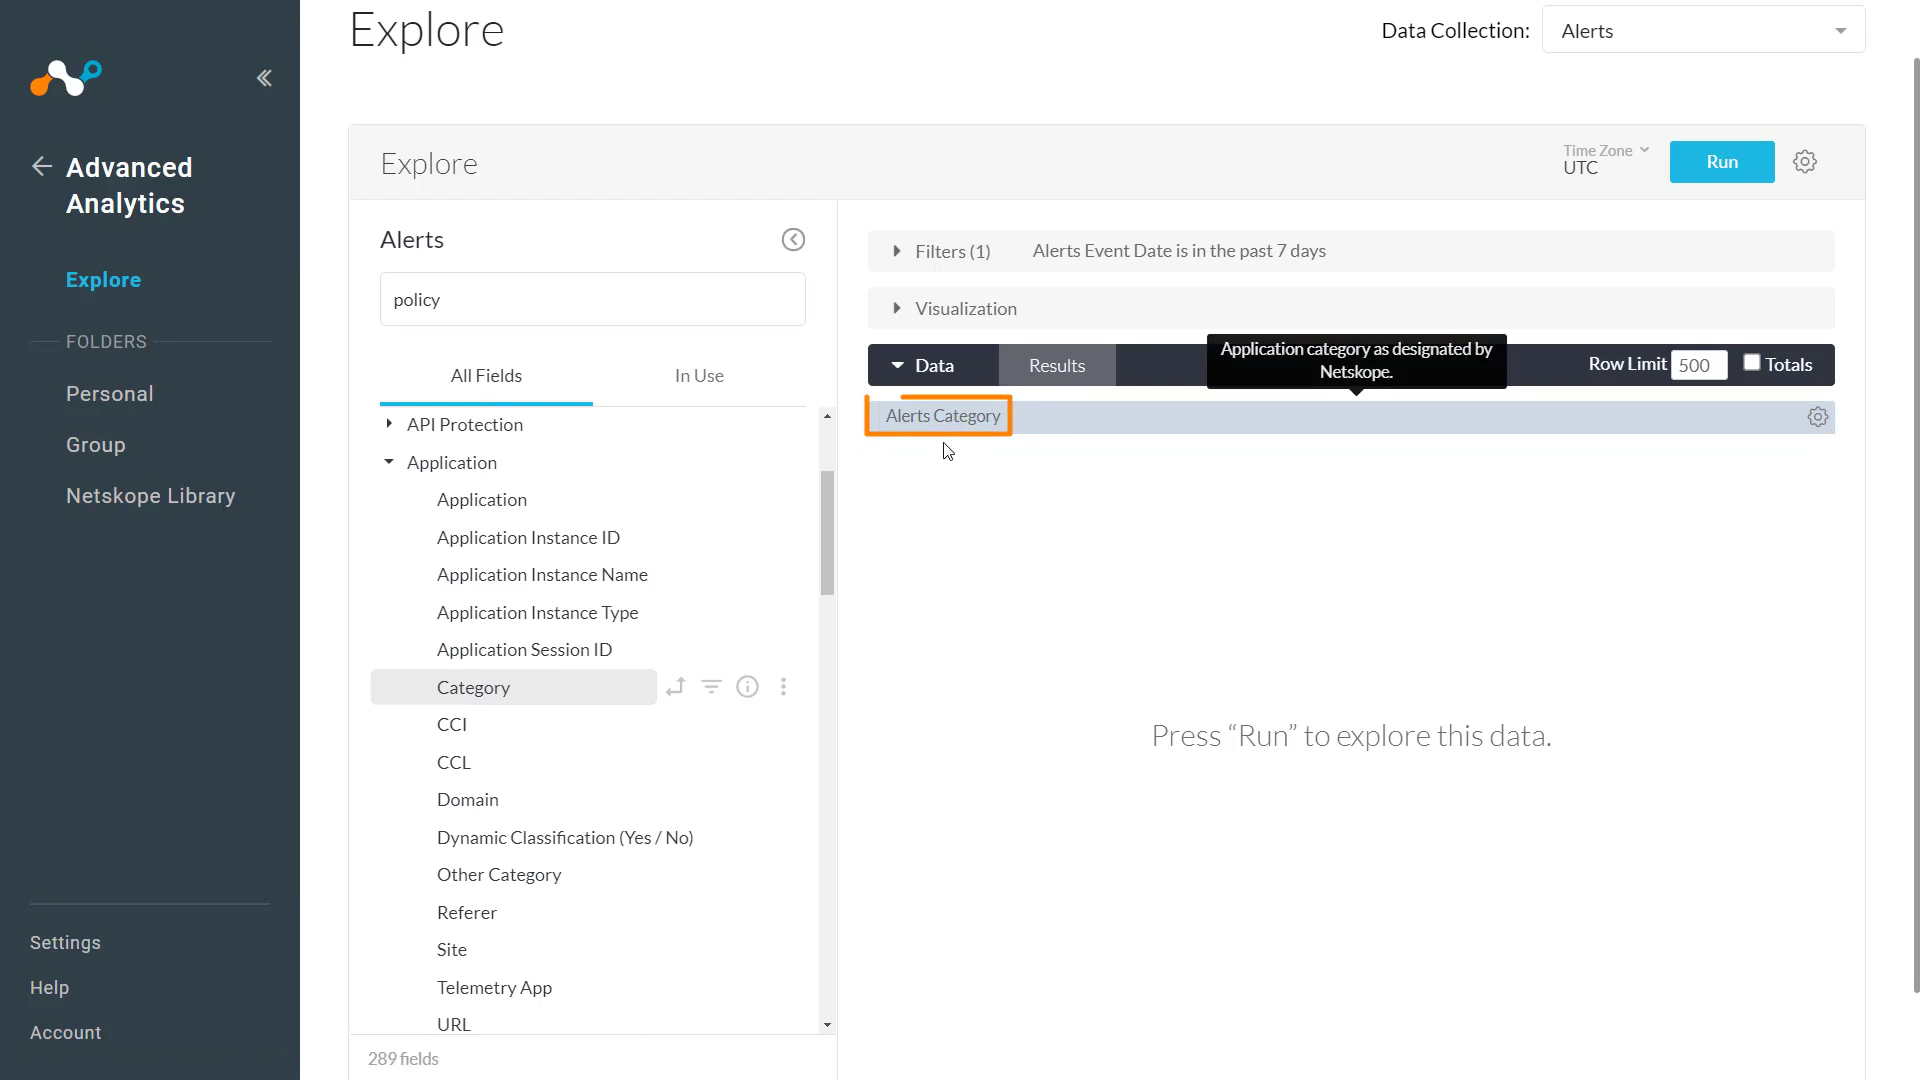 Explore
Data Collection: Alerts
Advanced
Analytics
Explore
FOLDERS
Personal
Group
Netskope Library
Settings
Help
Account
Explore
Time Zone
UTC
Run
Alerts
policy
All Fields In Use
API Protection
Application
Application
Application Instance ID
Application Instance Name
Application Instance Type
Application Session ID
Category
CCI
CCL
Domain
Dynamic Classification (Yes / No)
Other Category
Referer
Site
Telemetry App
URL
289 fields
Filters (1) Alerts Event Date is in the past 7 days
Visualization
Application category as designated by
Netskope.
Data Results Row Limit 500 Totals
Alerts Category
Press “Run” to explore this data.